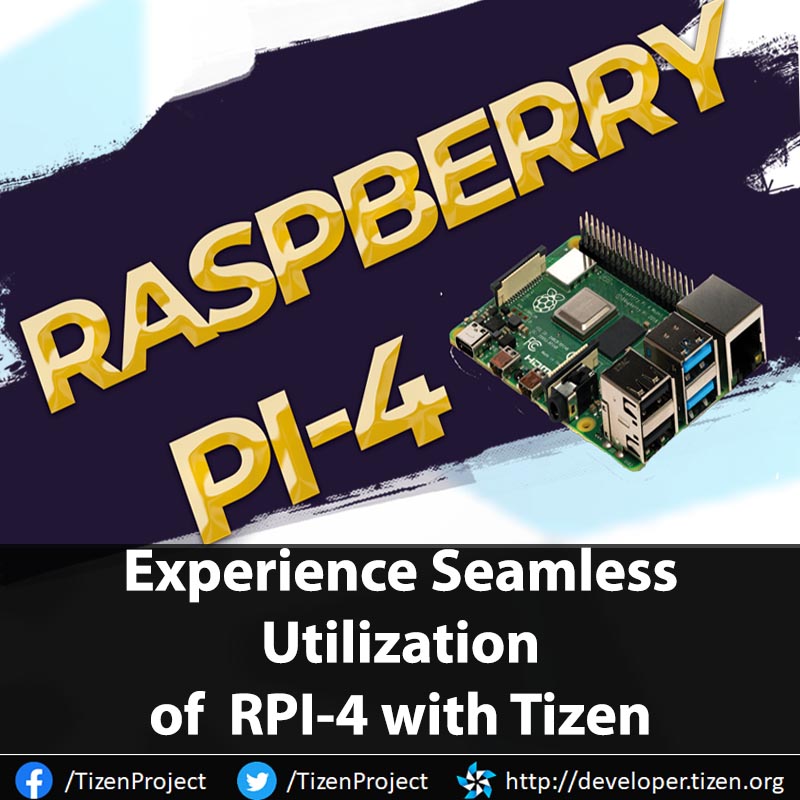 RASPBERRY
PI-4
Experience Seamless
Utilization
of RPI-4 with Tizen
/TizenProject /TizenProject http://developer.tizen.org